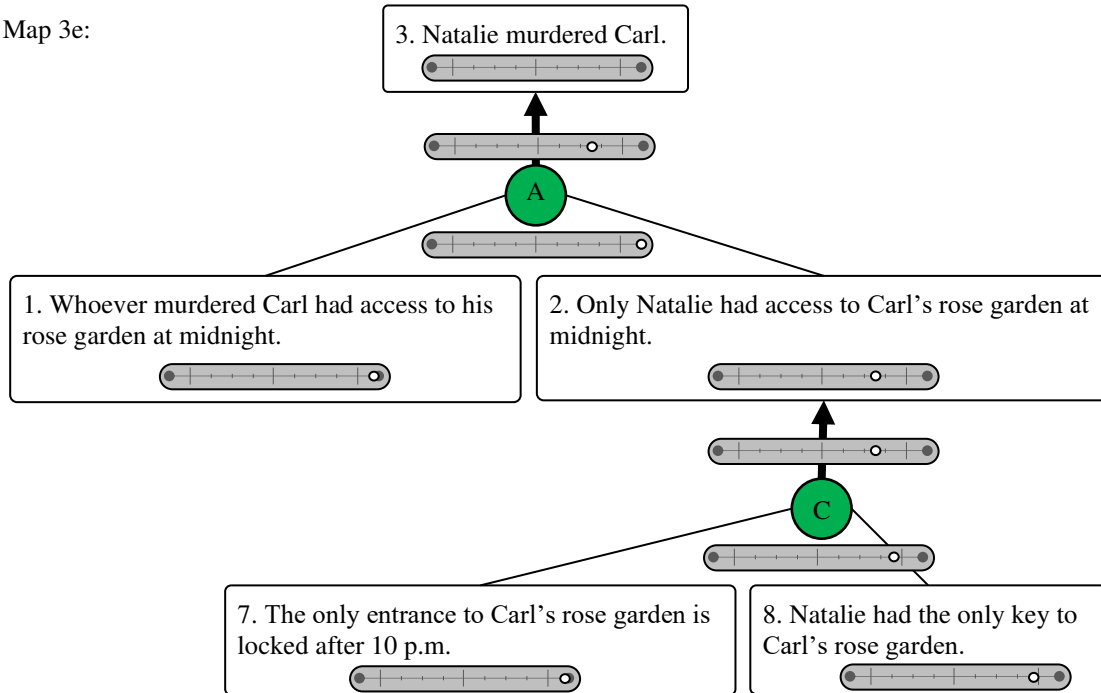 Map 3e:
3. Natalie murdered Carl.
A
1. Whoever murdered Carl had access to his
rose garden at midnight.
2. Only Natalie had access to Carl’s rose garden at
midnight.
C
7. The only entrance to Carl’s rose garden is
locked after 10 p.m.
8. Natalie had the only key to
Carl’s rose garden.